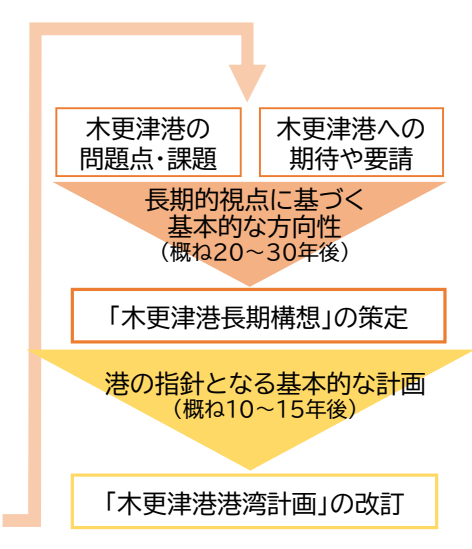 木更津港の
問題点・課題
木更津港への
期待や要請
長期的視点に基づく
基本的な方向性
（概ね20～30年後）
「木更津港長期構想」の策定
港の指針となる基本的な計画
（概ね10～15年後）
「木更津港港湾計画」の改訂